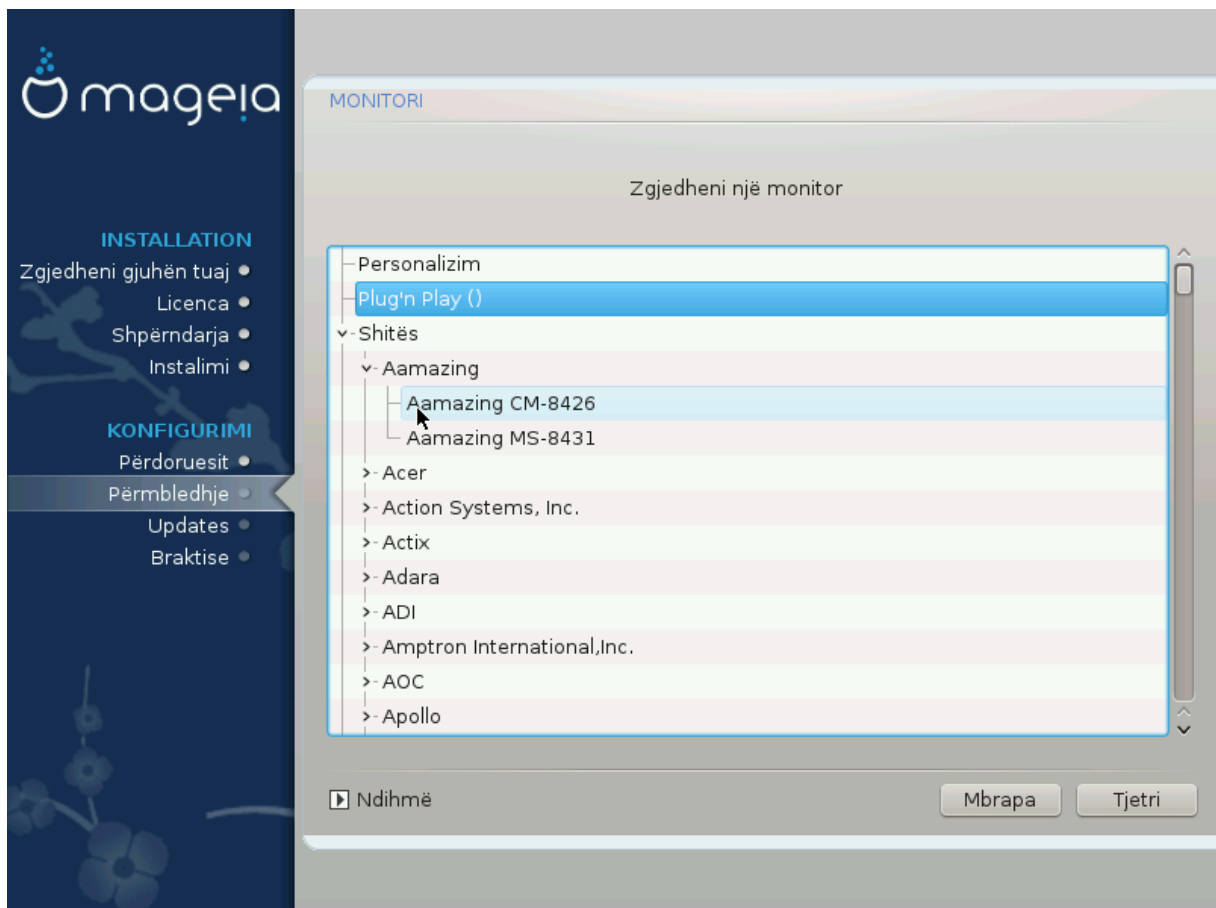 mageia
INSTALLATION
Zgjedheni gjuhën tuaj
Licenca
Shpërndarja
Instalimi
KONFIGURIMI
Përdoruesit
Përmbledhje
Updates
Braktise
MONITORI
Zgjedheni një monitor
Personalizim
Plug'n Play ()
Shitës
Aamazing
Aamazing CM-8426
Aamazing MS-8431
Acer
Action Systems, Inc.
Actix
Adara
ADI
Amptron International,Inc.
AOC
Apollo
Ndihmë
Mbrapa
Tjetri